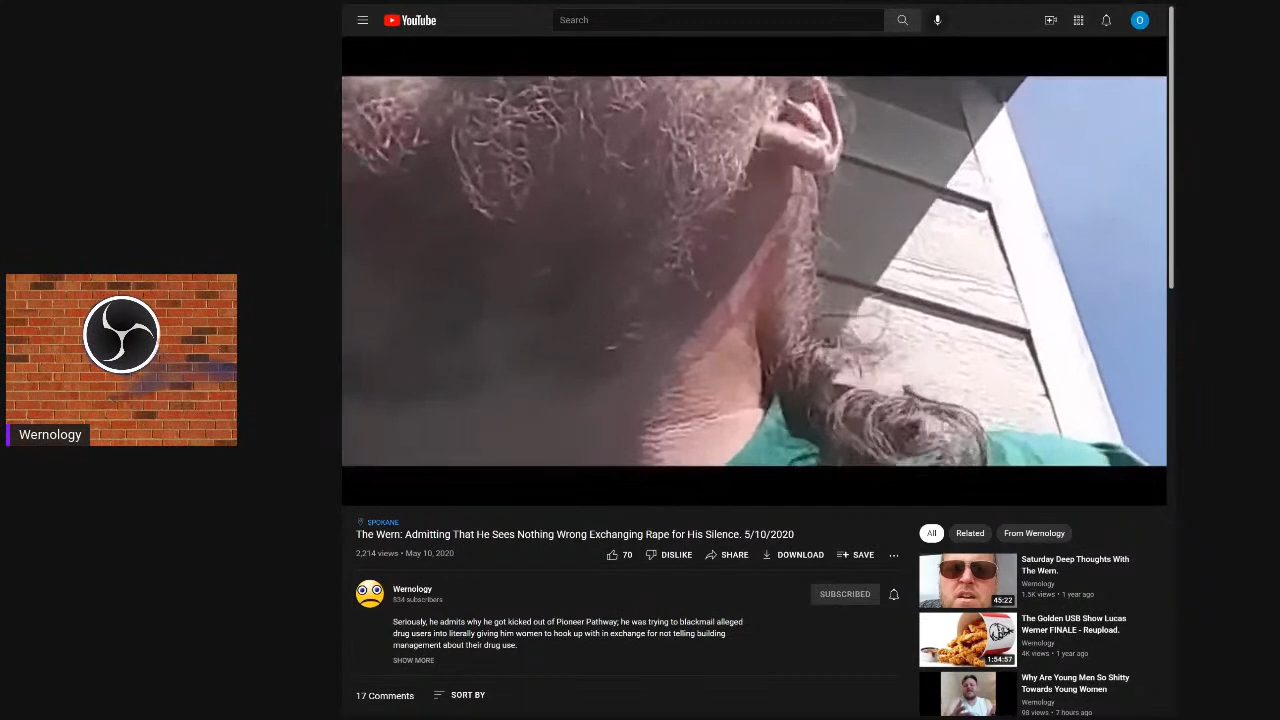 YouTube
Search
O
Wernology
SPOKANE
The Wern: Admitting That He Sees Nothing Wrong Exchanging Rape for His Silence. 5/10/2020
2,214 views • May 10, 2020
70
DISLIKE
SHARE
DOWNLOAD
SAVE
Wernology
834 subscribers
SUBSCRIBED
Seriously, he admits why he got kicked out of Pioneer Pathway; he was trying to blackmail alleged
drug users into literally giving him women to hook up with in exchange for not telling building
management about their drug use.
SHOW MORE
17 Comments
SORT BY
All
Related
From Wernology
45:22
Saturday Deep Thoughts With
The Wern.
Wernology
1.5K views • 1 year ago
1:54:57
The Golden USB Show Lucas
Werner FINALE - Reupload.
Wernology
4K views • 1 year ago
Why Are Young Men So Shitty
Towards Young Women
Wernology
98 views • 7 hours ago